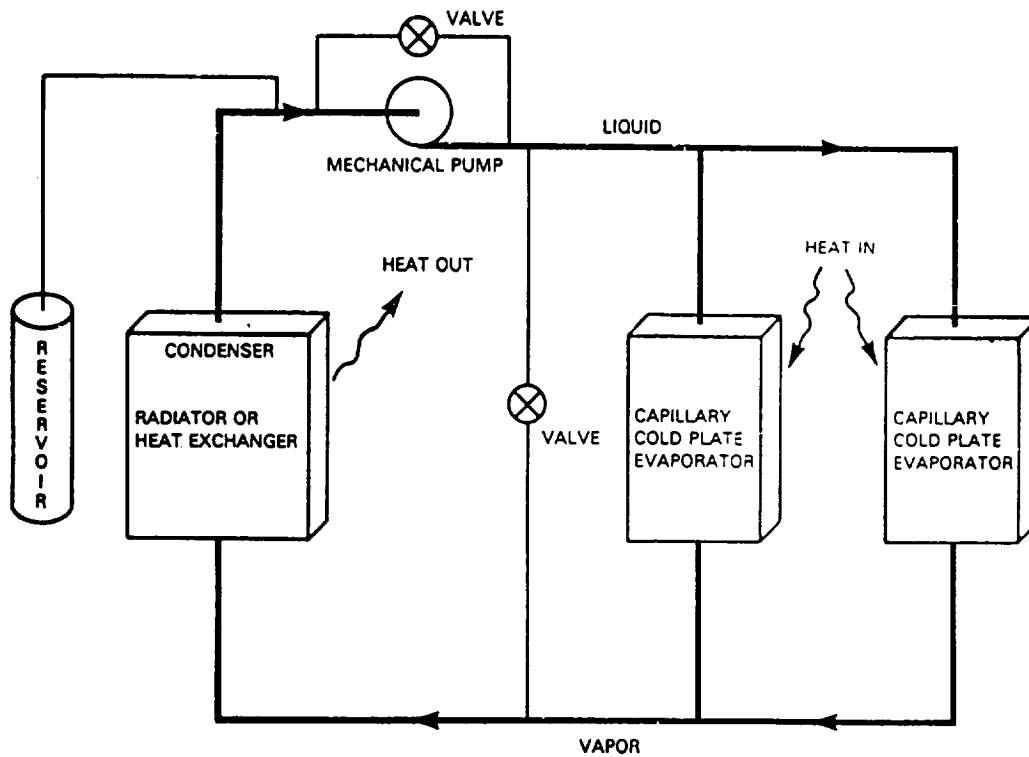 VALVE
LIQUID
MECHANICAL PUMP
HEAT OUT
HEAT IN
RESERVOIR
CONDENSER
RADIATOR OR
HEAT EXCHANGER
VALVE
CAPILLARY
COLD PLATE
EVAPORATOR
CAPILLARY
COLD PLATE
EVAPORATOR
VAPOR